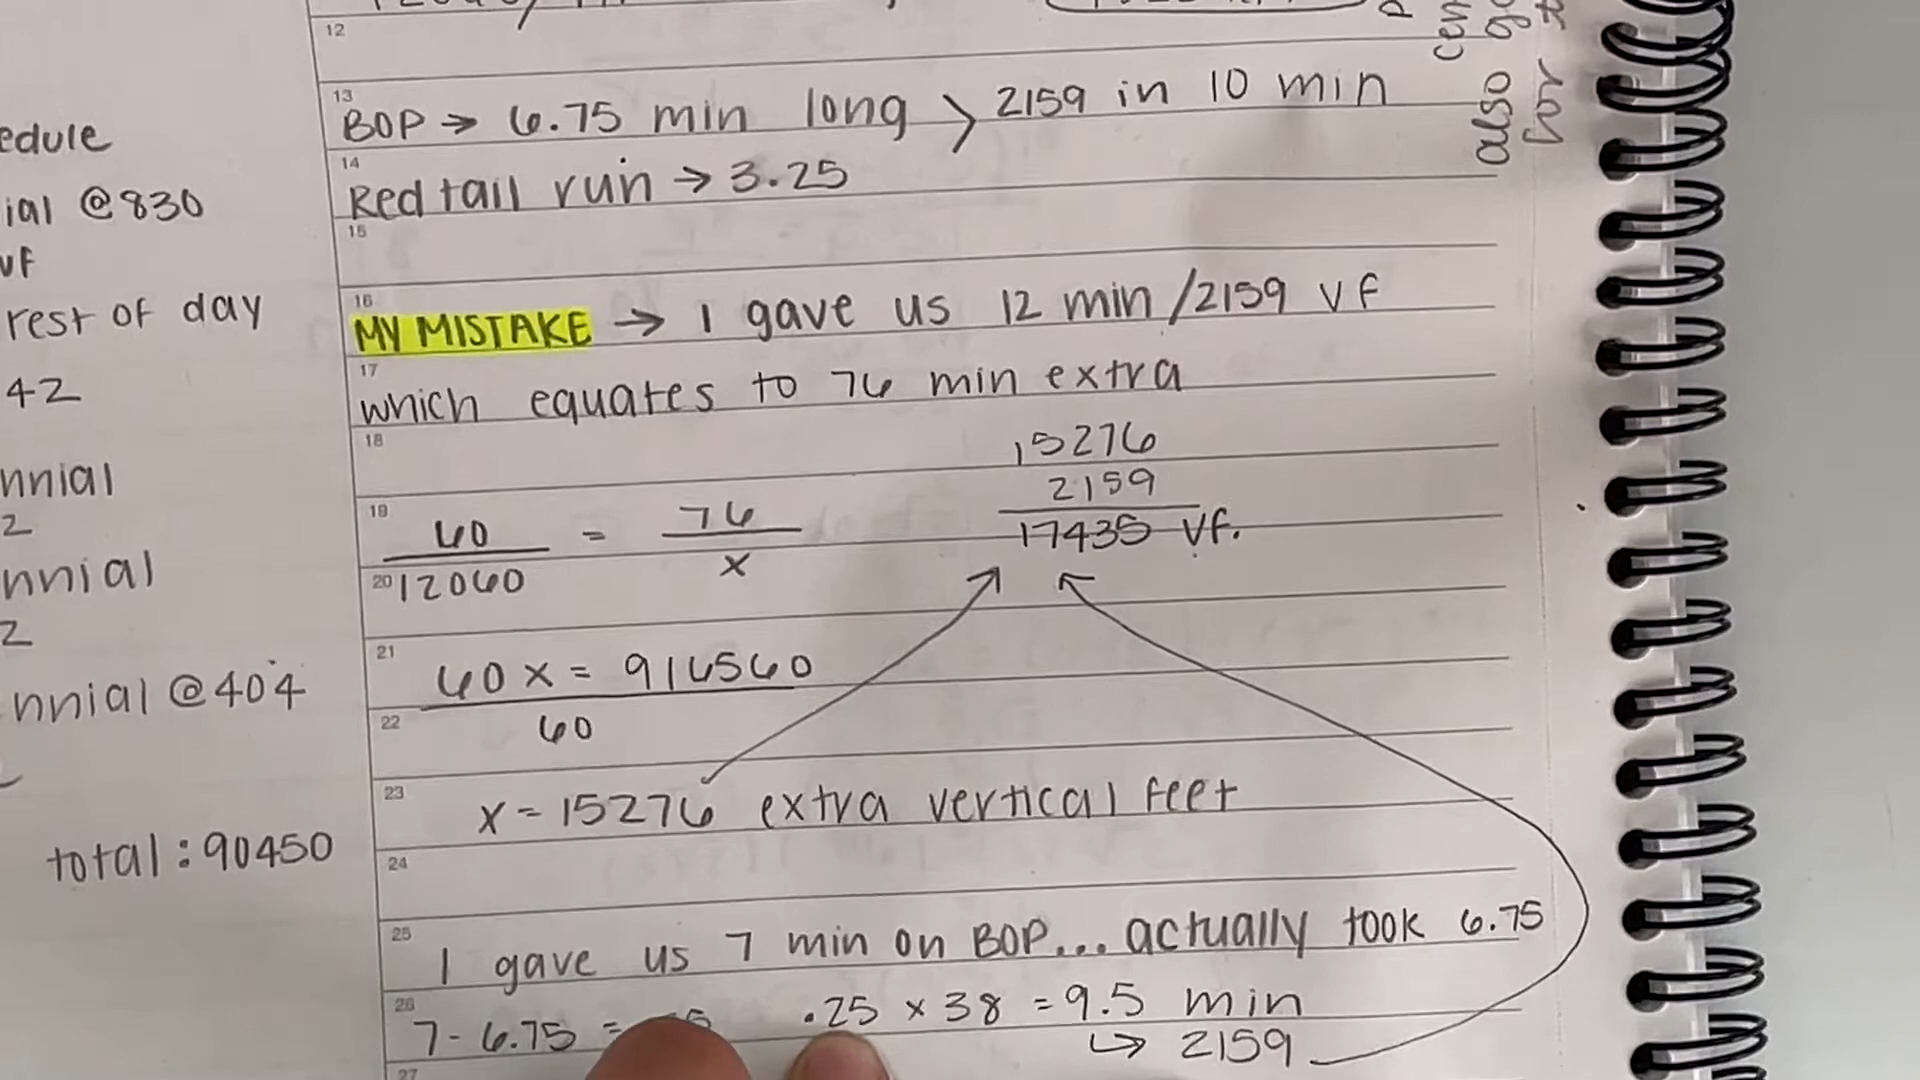 12
13
BOP → 6.75 min long > 2159 in 10 min
14
Red tail run → 3.25
15
16
MY MISTAKE → I gave us 12 min/2159 vf
17
which equates to 76 min extra
18
15276
2159
17435 vf.
19
60 = 76
20
12060 x
21
60x = 916560
22
60
23
x = 15276 extra vertical feet
24
25
I gave us 7 min on BOP... actually took 6.75
26
7 - 6.75 = .25 × 38 = 9.5 min
↳ 2159
27
edule
ial @830
vf
rest of day
42
nnial
2
nnial
2
nnial @404
total: 90450
cen
also
for